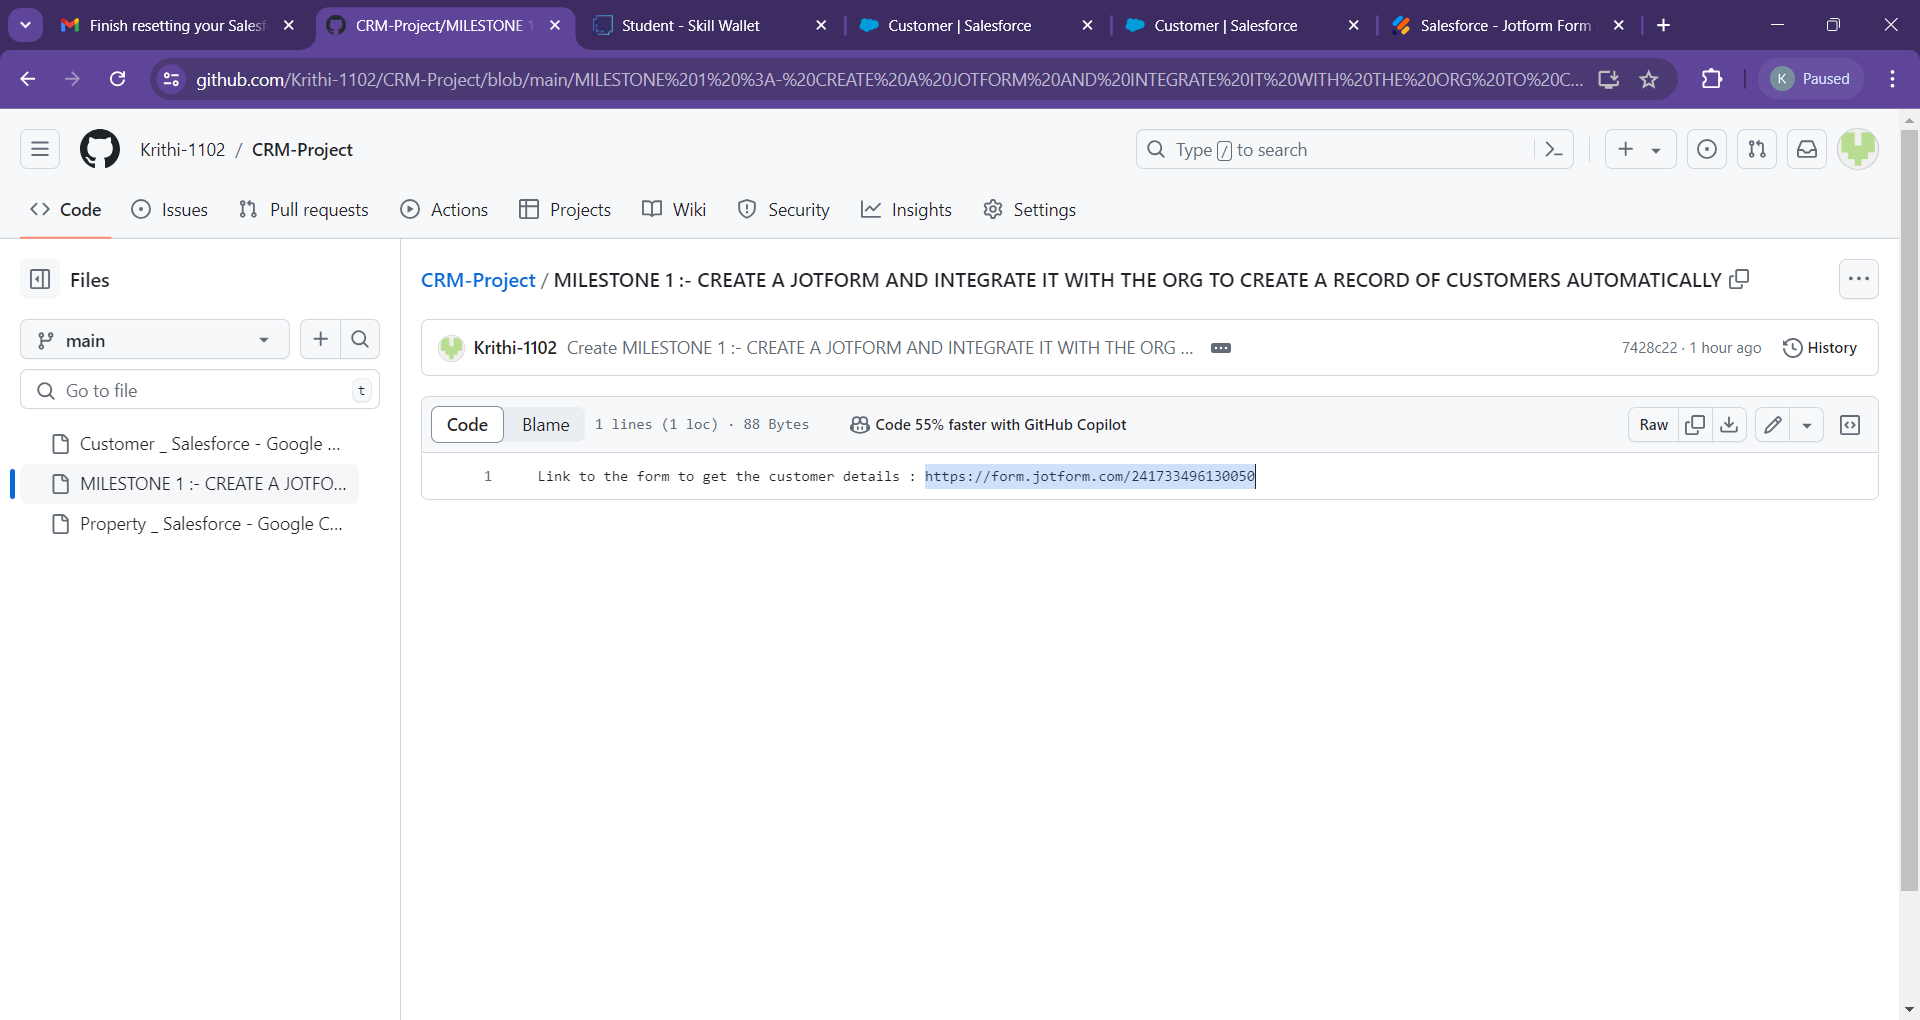 Finish resetting your Salesf
CRM-Project/MILESTONE 1
Student - Skill Wallet
Customer | Salesforce
Customer | Salesforce
Salesforce - Jotform Form
github.com/Krithi-1102/CRM-Project/blob/main/MILESTONE%201%20%3A-%20CREATE%20A%20JOTFORM%20AND%20INTEGRATE%20IT%20WITH%20THE%20ORG%20TO%20C...
K Paused
Krithi-1102 / CRM-Project
Type / to search
Code
Issues
Pull requests
Actions
Projects
Wiki
Security
Insights
Settings
Files
main
Go to file
t
Customer _ Salesforce - Google ...
MILESTONE 1 :- CREATE A JOTFO...
Property _ Salesforce - Google C...
CRM-Project / MILESTONE 1 :- CREATE A JOTFORM AND INTEGRATE IT WITH THE ORG TO CREATE A RECORD OF CUSTOMERS AUTOMATICALLY
Krithi-1102 Create MILESTONE 1 :- CREATE A JOTFORM AND INTEGRATE IT WITH THE ORG ...
7428c22 · 1 hour ago
History
Code
Blame
1 lines (1 loc) · 88 Bytes
Code 55% faster with GitHub Copilot
Raw
1 Link to the form to get the customer details : https://form.jotform.com/241733496130050